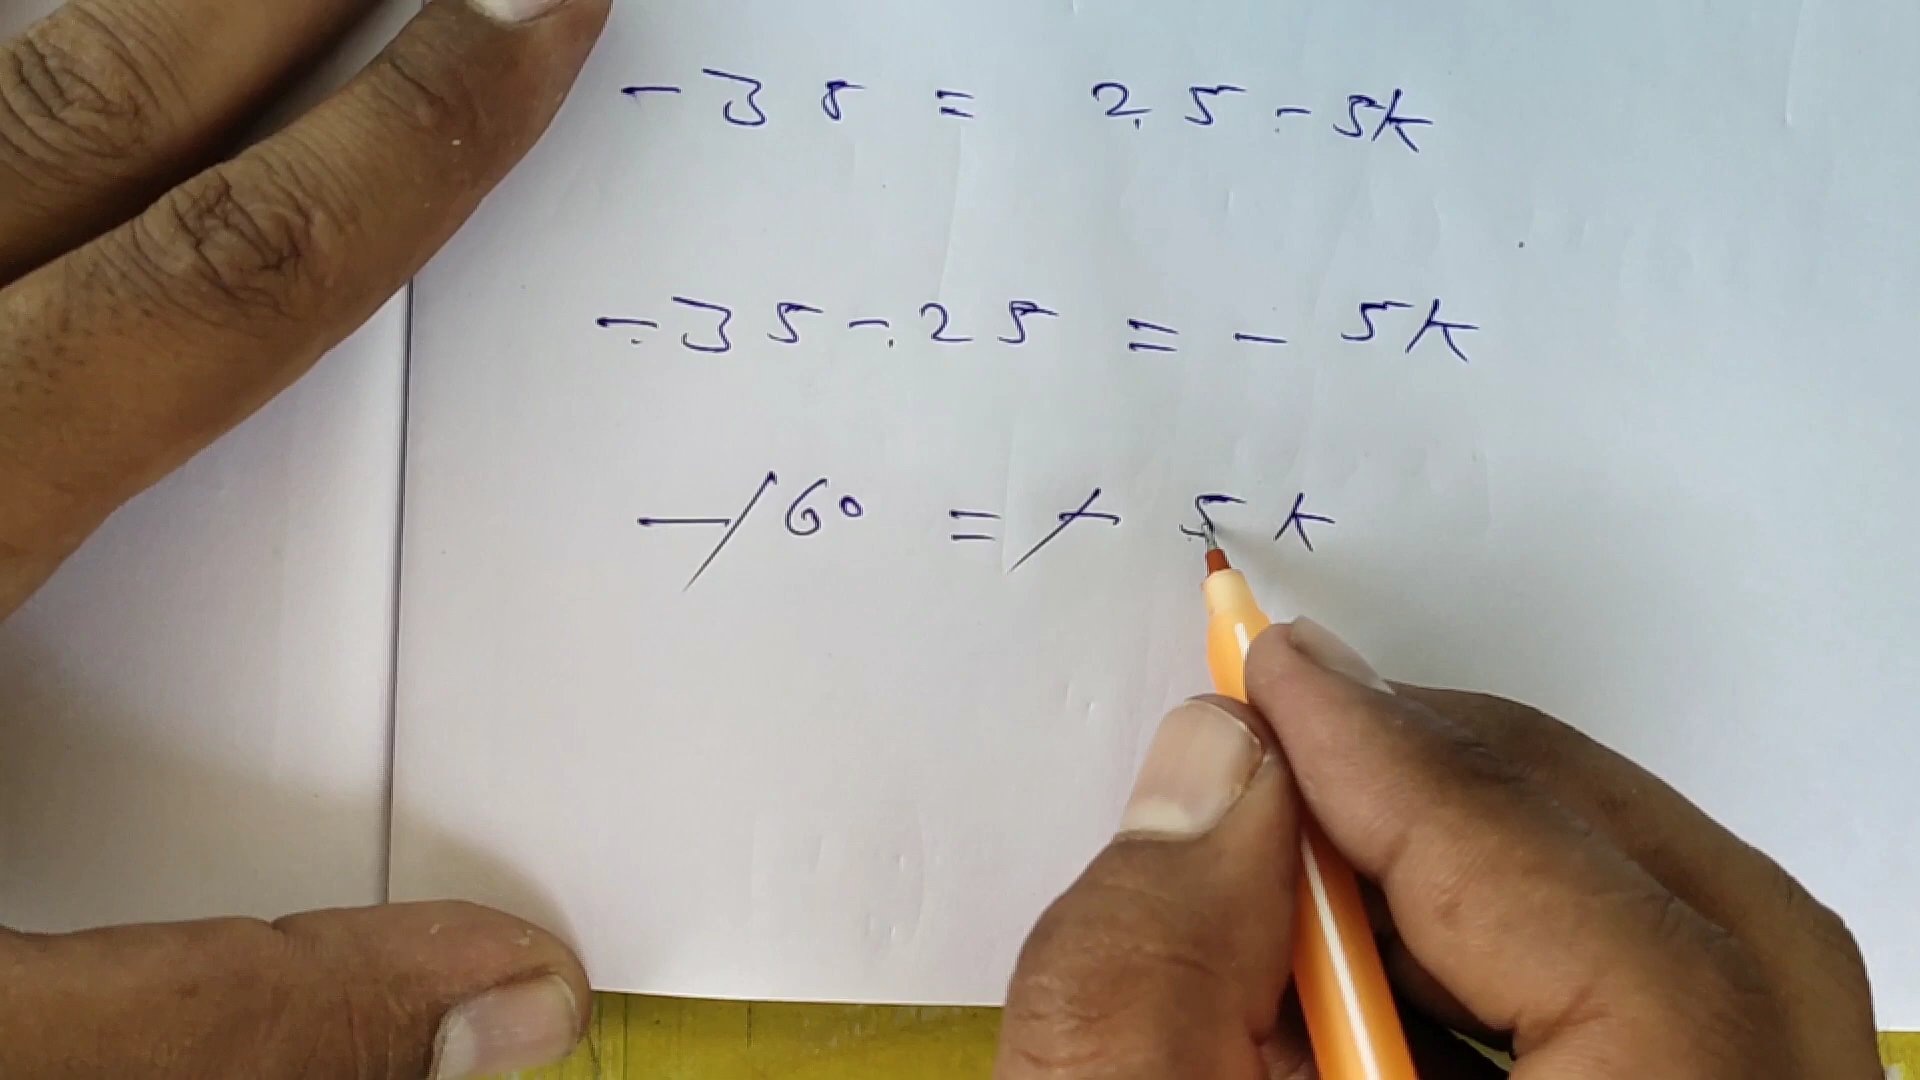 -35 = 25-5k
-35-25 = -5k
-60 = -5k